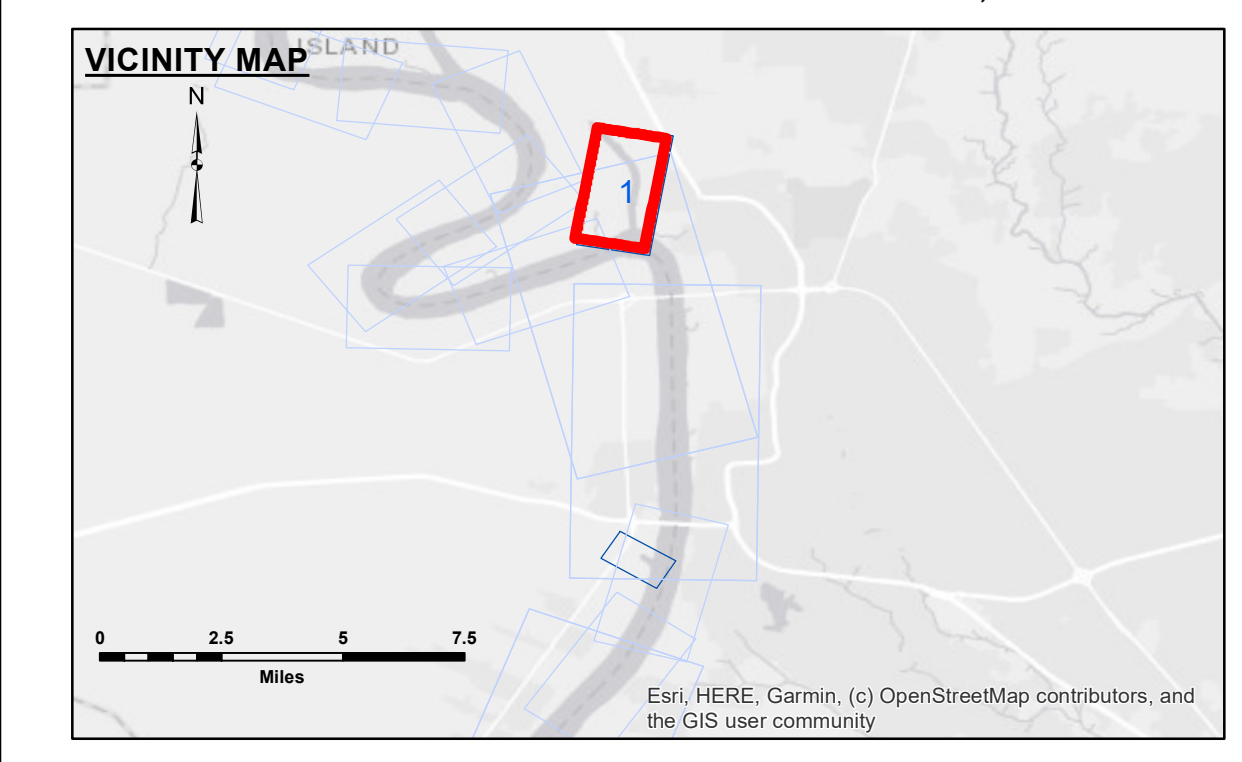 ISLAND
VICINITY MAP
N
1
0 2.5 5 7.5
Miles
Esri, HERE, Garmin, (c) OpenStreetMap contributors, and
the GIS user community